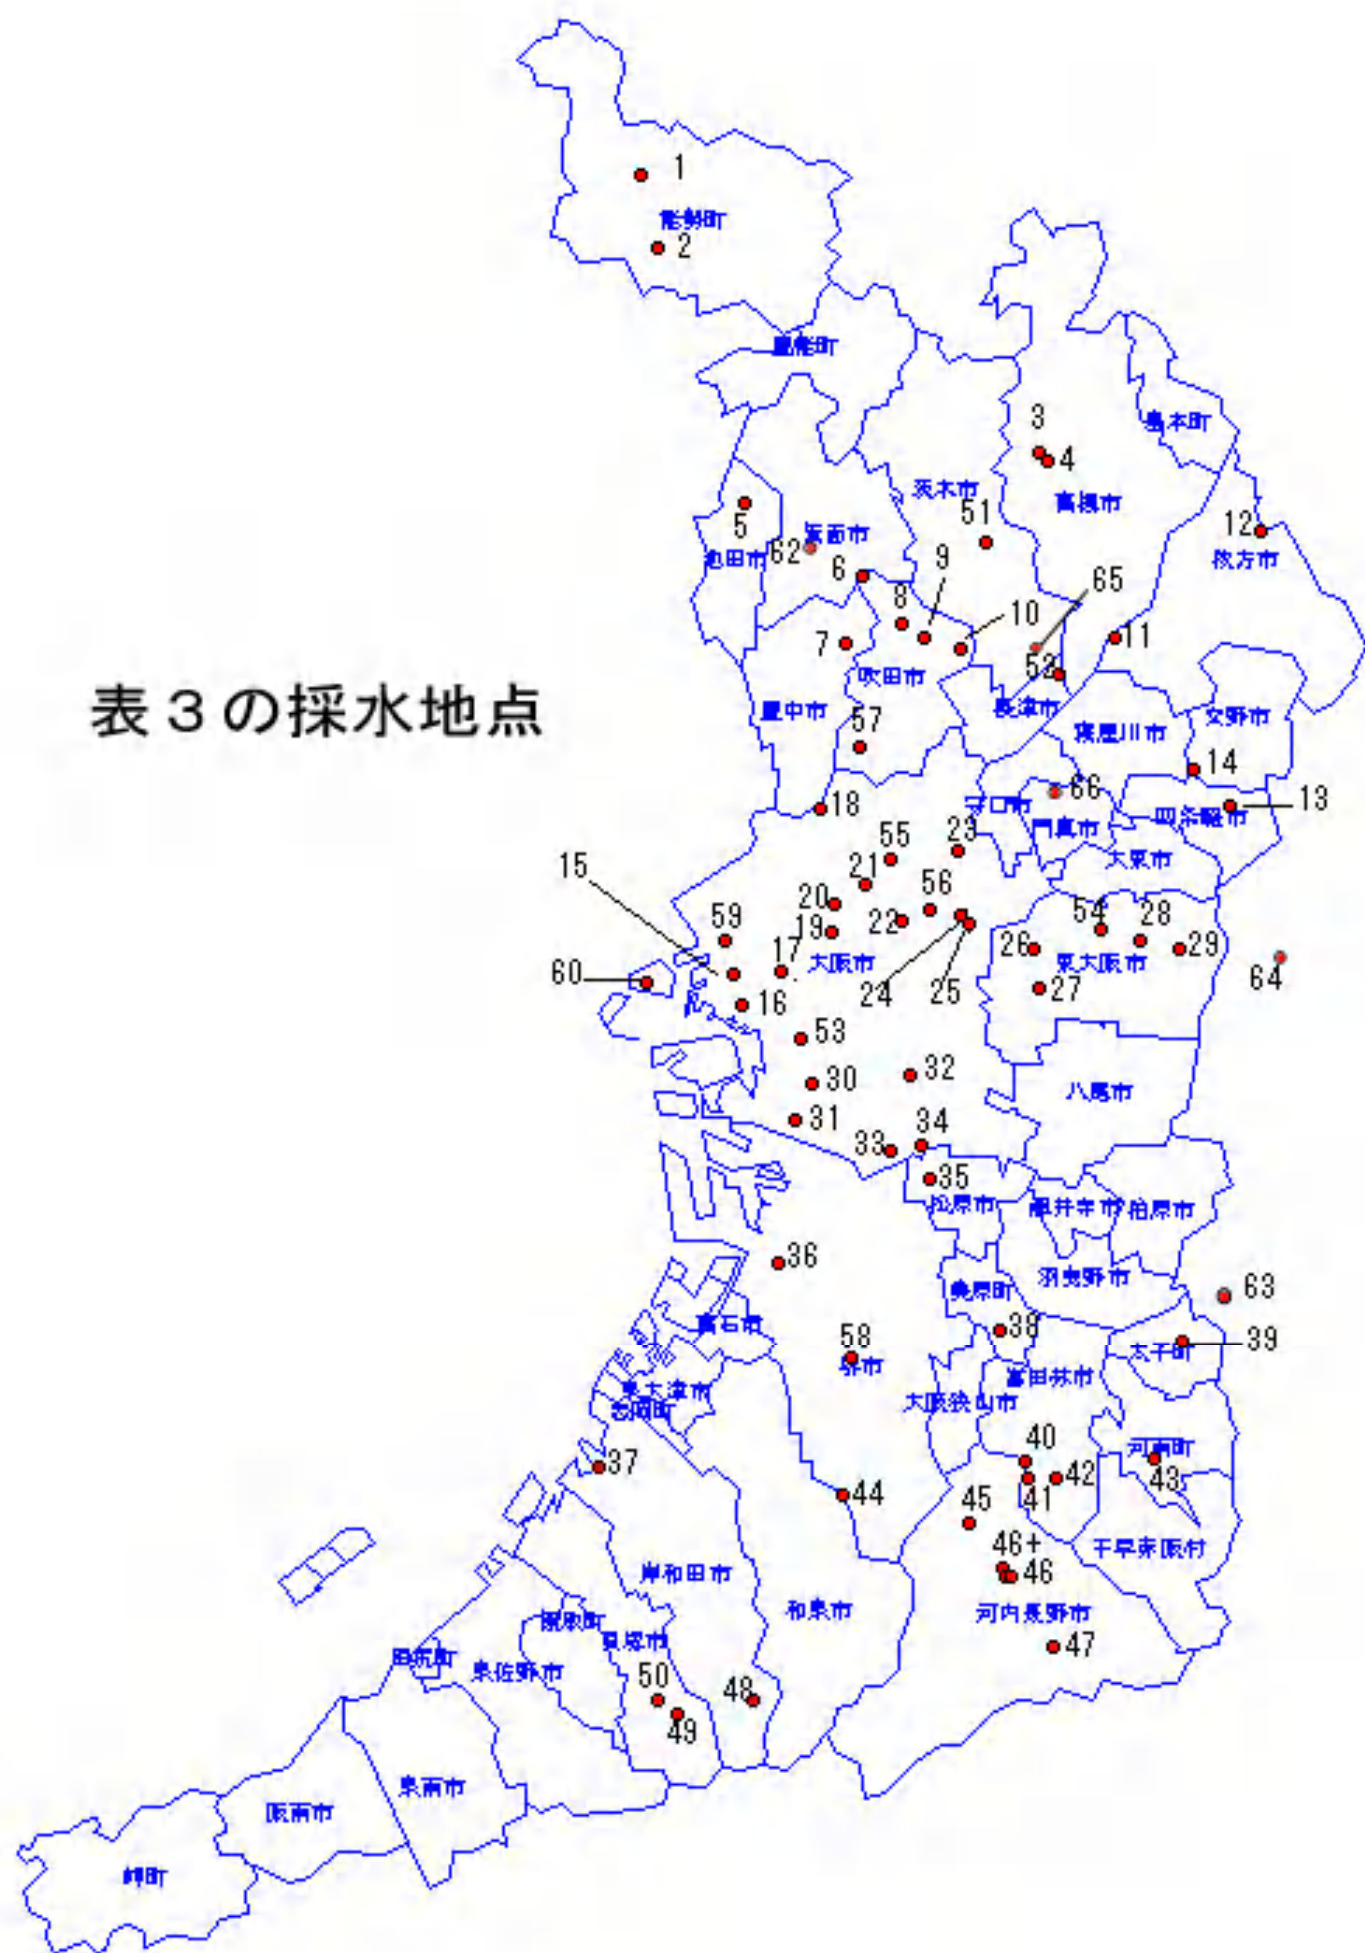 1
能勢町
2
豊能町
3
島本町
4
茨木市
高槻市
5
51
12
箕面市
62
池田市
枚方市
6
9
65
8
10
11
7
52
吹田市
表３の採水地点
豊中市
摂津市
交野市
57
寝屋川市
14
66
13
18
守口市
四条畷市
門真市
55
23
大東市
15
21
56
20
59
22
54
28
19
26
29
17
大阪市
東大阪市
60
64
24
25
27
16
53
30
32
八尾市
31
34
33
35
松原市
藤井寺市
柏原市
36
羽曳野市
美原町
63
高石市
38
39
58
太子町
堺市
富田林市
泉大津市
大阪狭山市
忠岡町
40
河南町
37
42
43
44
41
45
46+
千早赤阪村
46
岸和田市
和泉市
河内長野市
熊取町
貝塚市
47
田尻町
泉佐野市
50
48
49
泉南市
阪南市
岬町